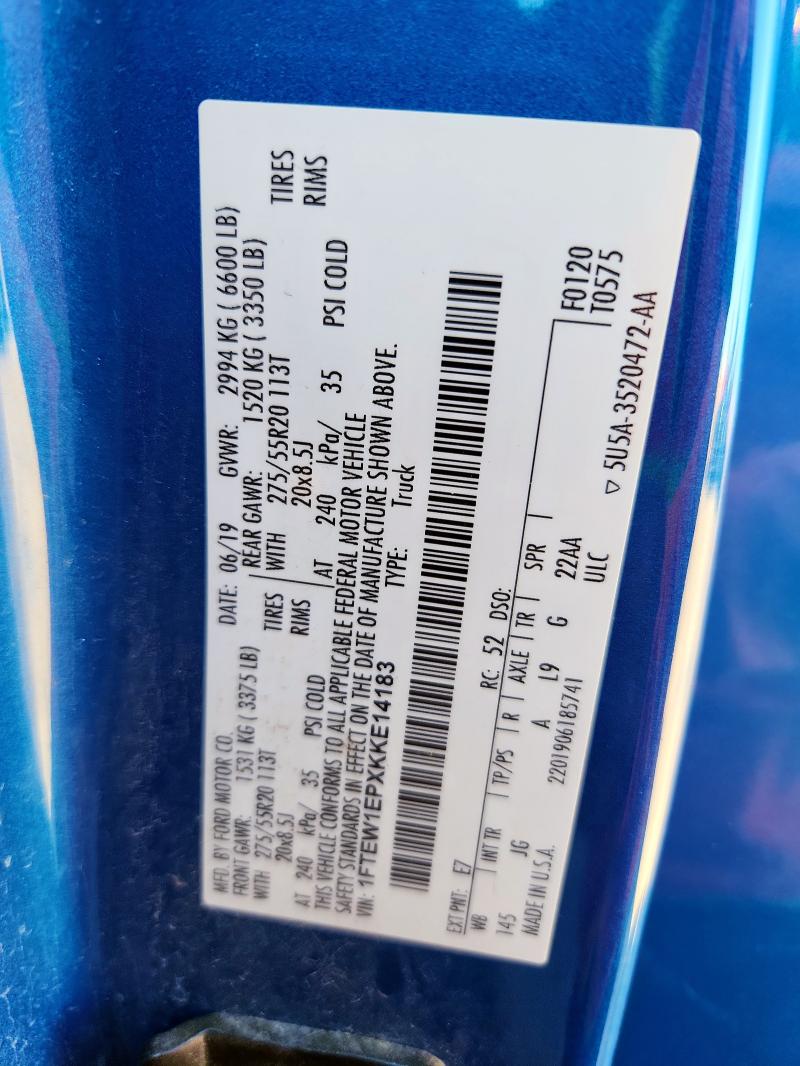 MFD. BY FORD MOTOR CO. DATE: 06/19 GVWR: 2994 KG ( 6600 LB)
FRONT GAWR: 1531 KG ( 3375 LB) REAR GAWR: 1520 KG ( 3350 LB)
WITH 275/55R20 113T TIRES WITH 275/55R20 113T TIRES
20x8.5J RIMS 20x8.5J RIMS
AT 240 kPa/ 35 PSI COLD AT 240 kPa/ 35 PSI COLD
THIS VEHICLE CONFORMS TO ALL APPLICABLE FEDERAL MOTOR VEHICLE
SAFETY STANDARDS IN EFFECT ON THE DATE OF MANUFACTURE SHOWN ABOVE.
VIN: 1FTEW1EPXKKE14183 TYPE: Truck
EXT PNT: E7 RC: 52 DSO: F0120
WB INT TR TP/PS R AXLE TR SPR T0575
145 JG A L9 G 22AA
MADE IN U.S.A. 2201906185741 ULC ▽ 5U5A-3520472-AA